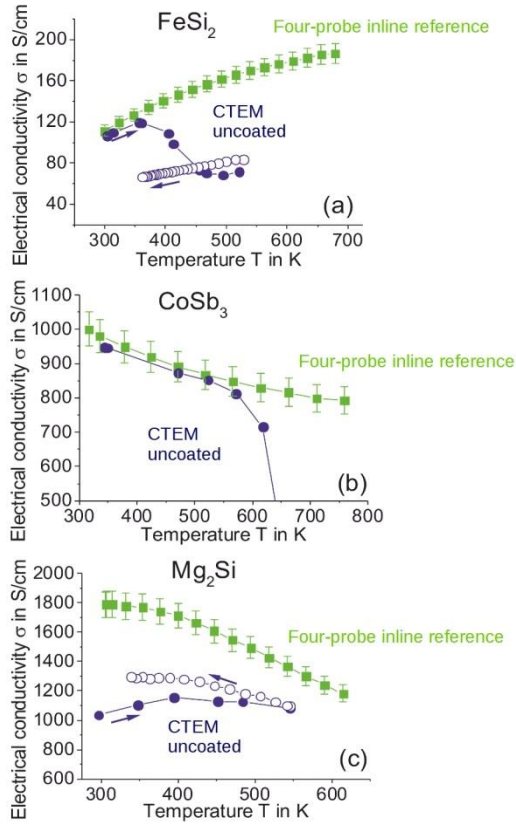 FeSi2
Electrical conductivity σ in S/cm
200
160
120
80
40
Four-probe inline reference
CTEM
uncoated
(a)
300 400 500 600 700
Temperature T in K
CoSb3
Electrical conductivity σ in S/cm
1100
1000
900
800
700
600
500
Four-probe inline reference
CTEM
uncoated
(b)
300 400 500 600 700 800
Temperature T in K
Mg2Si
Electrical conductivity σ in S/cm
2000
1800
1600
1400
1200
1000
800
600
Four-probe inline reference
CTEM
uncoated
(c)
300 400 500 600
Temperature T in K